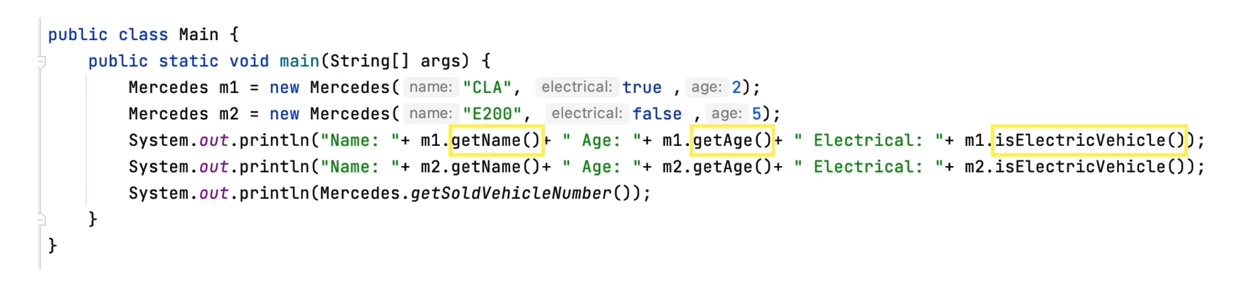 public class Main {
public static void main(String[] args) {
Mercedes m1 = new Mercedes( name: "CLA", electrical: true , age: 2);
Mercedes m2 = new Mercedes( name: "E200", electrical: false , age: 5);
System.out.println("Name: "+ m1.getName()+ " Age: "+ m1.getAge()+ " Electrical: "+ m1.isElectricVehicle());
System.out.println("Name: "+ m2.getName()+ " Age: "+ m2.getAge()+ " Electrical: "+ m2.isElectricVehicle());
System.out.println(Mercedes.getSoldVehicleNumber());
}
}